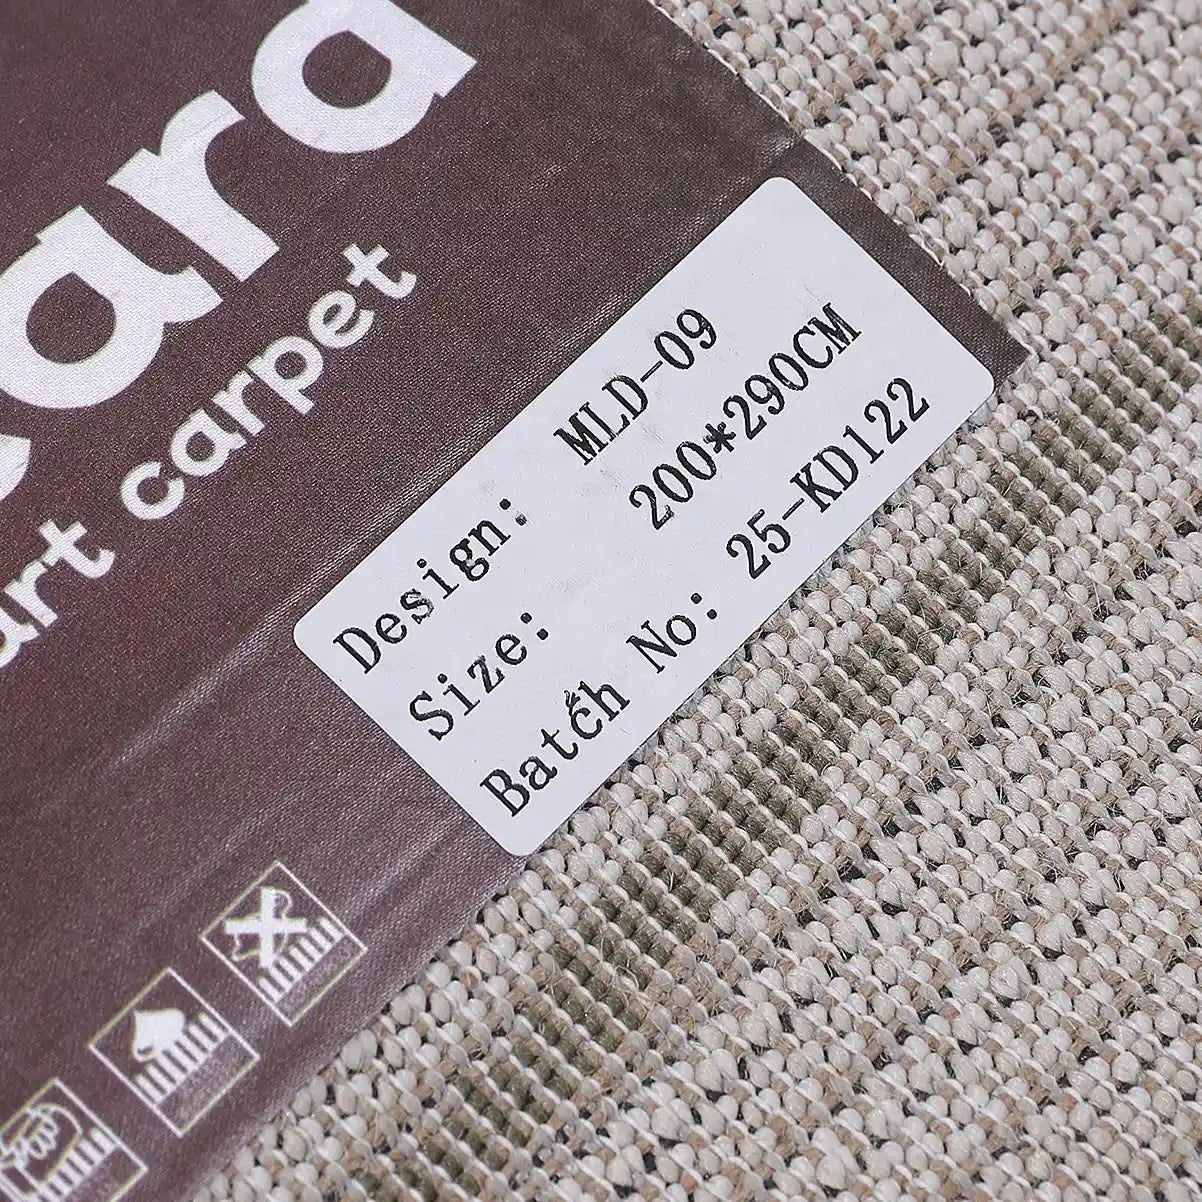 ara
art carpet
Design: MLD-09
Size: 200*290CM
Batch No: 25-KD122